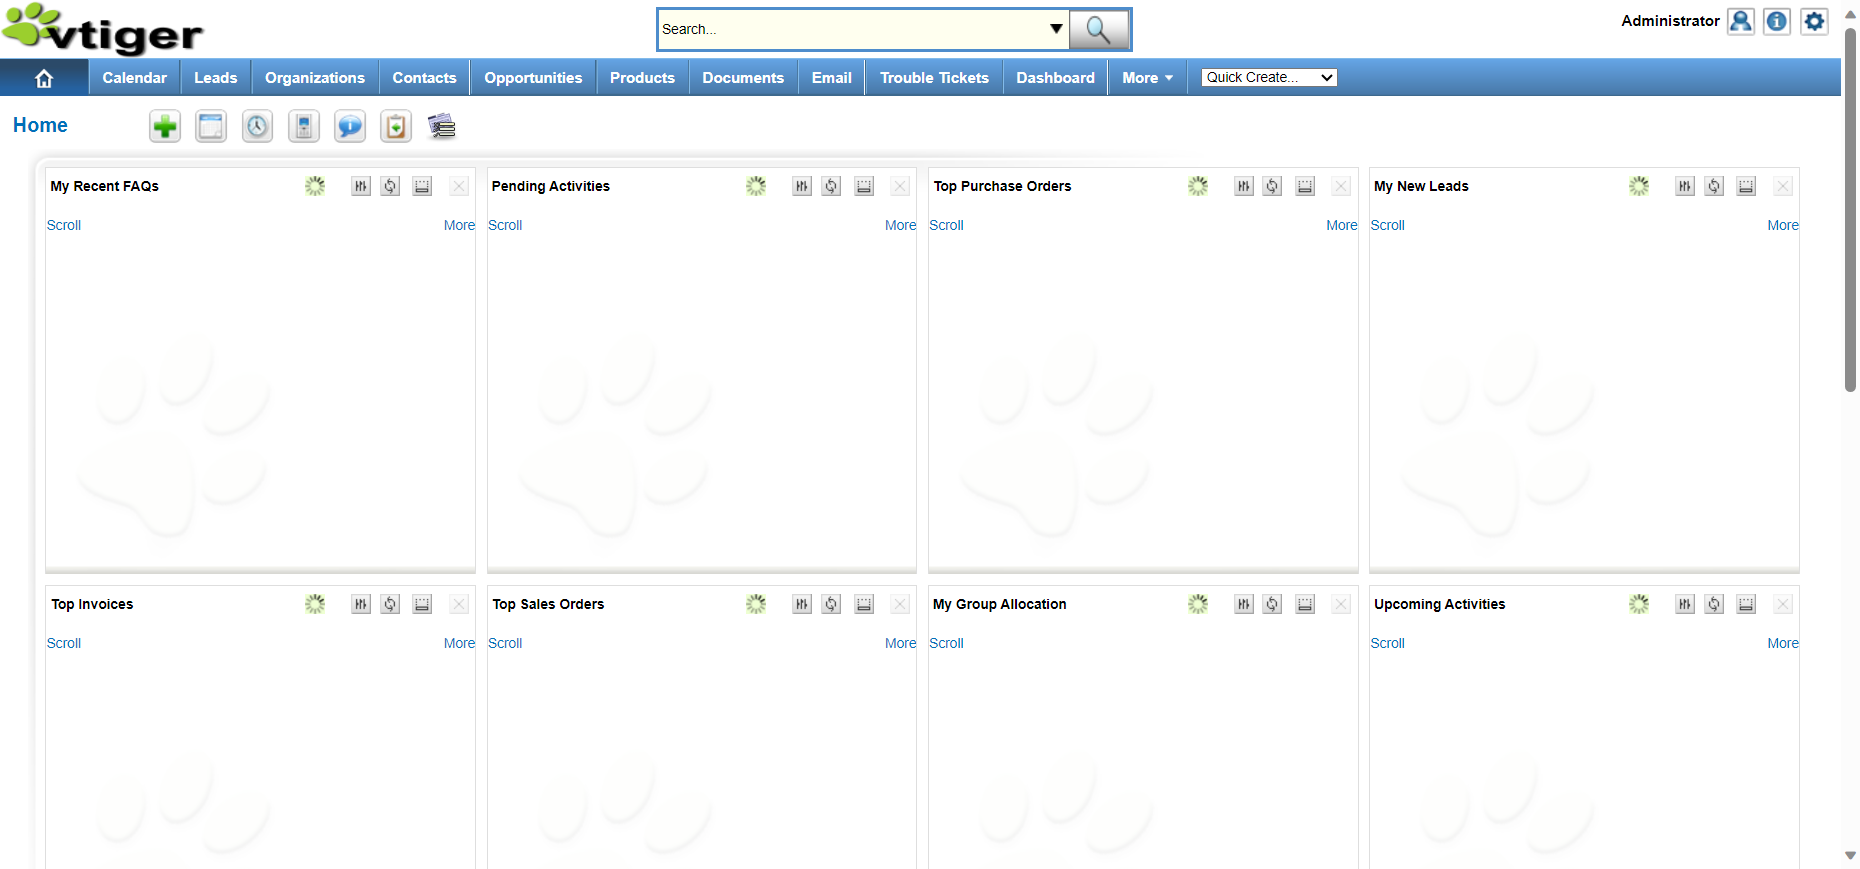 vtiger
Search...
Administrator
Calendar Leads Organizations Contacts Opportunities Products Documents Email Trouble Tickets Dashboard More Quick Create...
Home
My Recent FAQs Pending Activities Top Purchase Orders My New Leads
Scroll More Scroll More Scroll More Scroll More
Top Invoices Top Sales Orders My Group Allocation Upcoming Activities
Scroll More Scroll More Scroll Scroll More